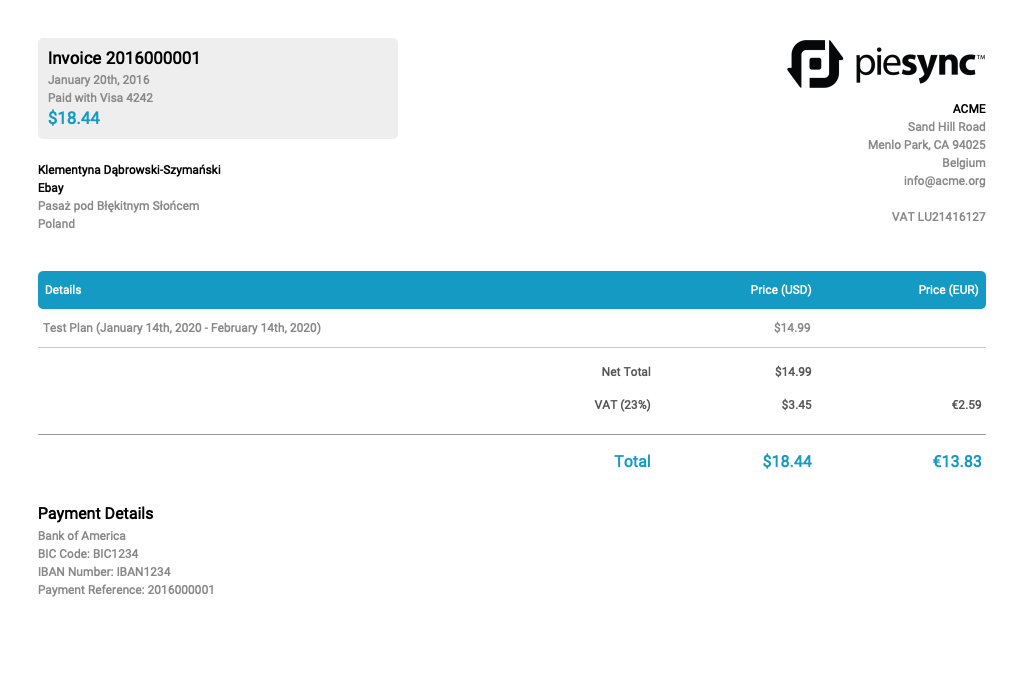 Invoice 2016000001
January 20th, 2016
Paid with Visa 4242
$18.44
piesync™
ACME
Sand Hill Road
Menlo Park, CA 94025
Belgium
info@acme.org
VAT LU21416127
Klementyna Dąbrowski-Szymański
Ebay
Pasaż pod Błękitnym Słońcem
Poland
Details Price (USD) Price (EUR)
Test Plan (January 14th, 2020 - February 14th, 2020) $14.99
Net Total $14.99
VAT (23%) $3.45 €2.59
Total $18.44 €13.83
Payment Details
Bank of America
BIC Code: BIC1234
IBAN Number: IBAN1234
Payment Reference: 2016000001